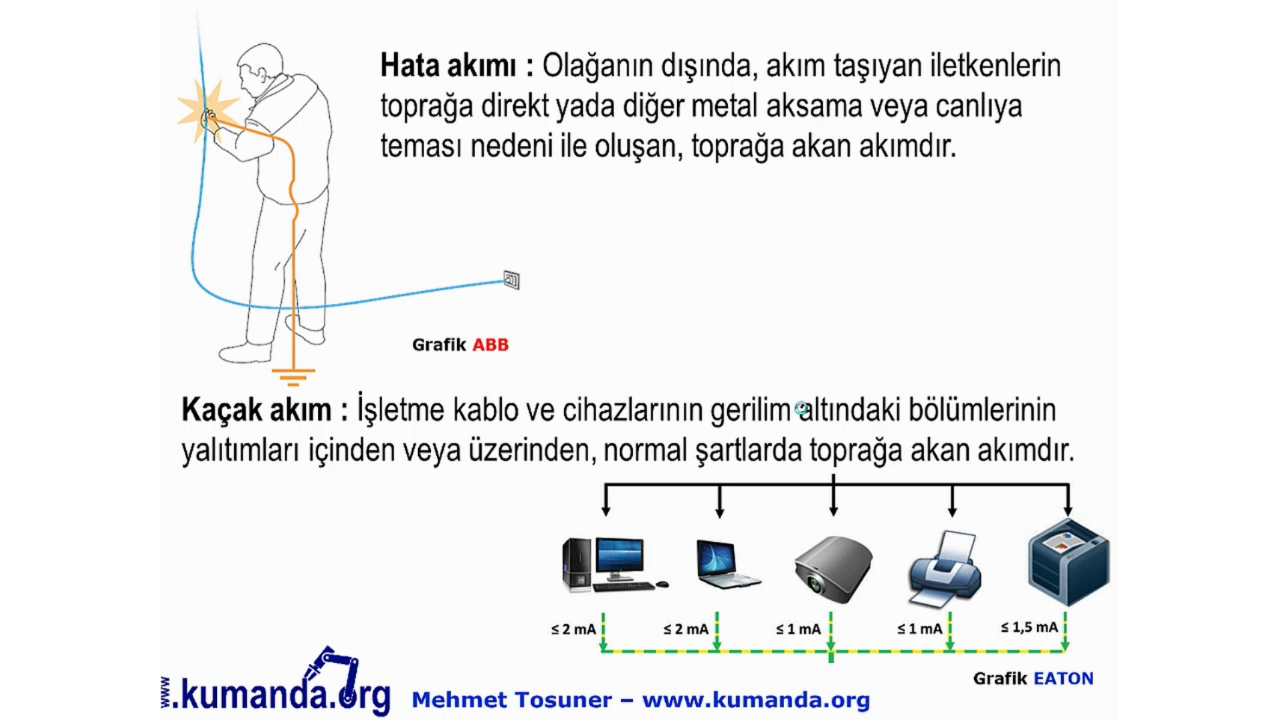 Hata akımı : Olağanın dışında, akım taşıyan iletkenlerin
toprağa direkt yada diğer metal aksama veya canlıya
teması nedeni ile oluşan, toprağa akan akımdır.
Grafik ABB
Kaçak akım : İşletme kablo ve cihazlarının gerilim altındaki bölümlerinin
yalıtımları içinden veya üzerinden, normal şartlarda toprağa akan akımdır.
≤ 2 mA ≤ 2 mA ≤ 1 mA ≤ 1 mA ≤ 1,5 mA
Grafik EATON
www.kumanda.org Mehmet Tosuner – www.kumanda.org